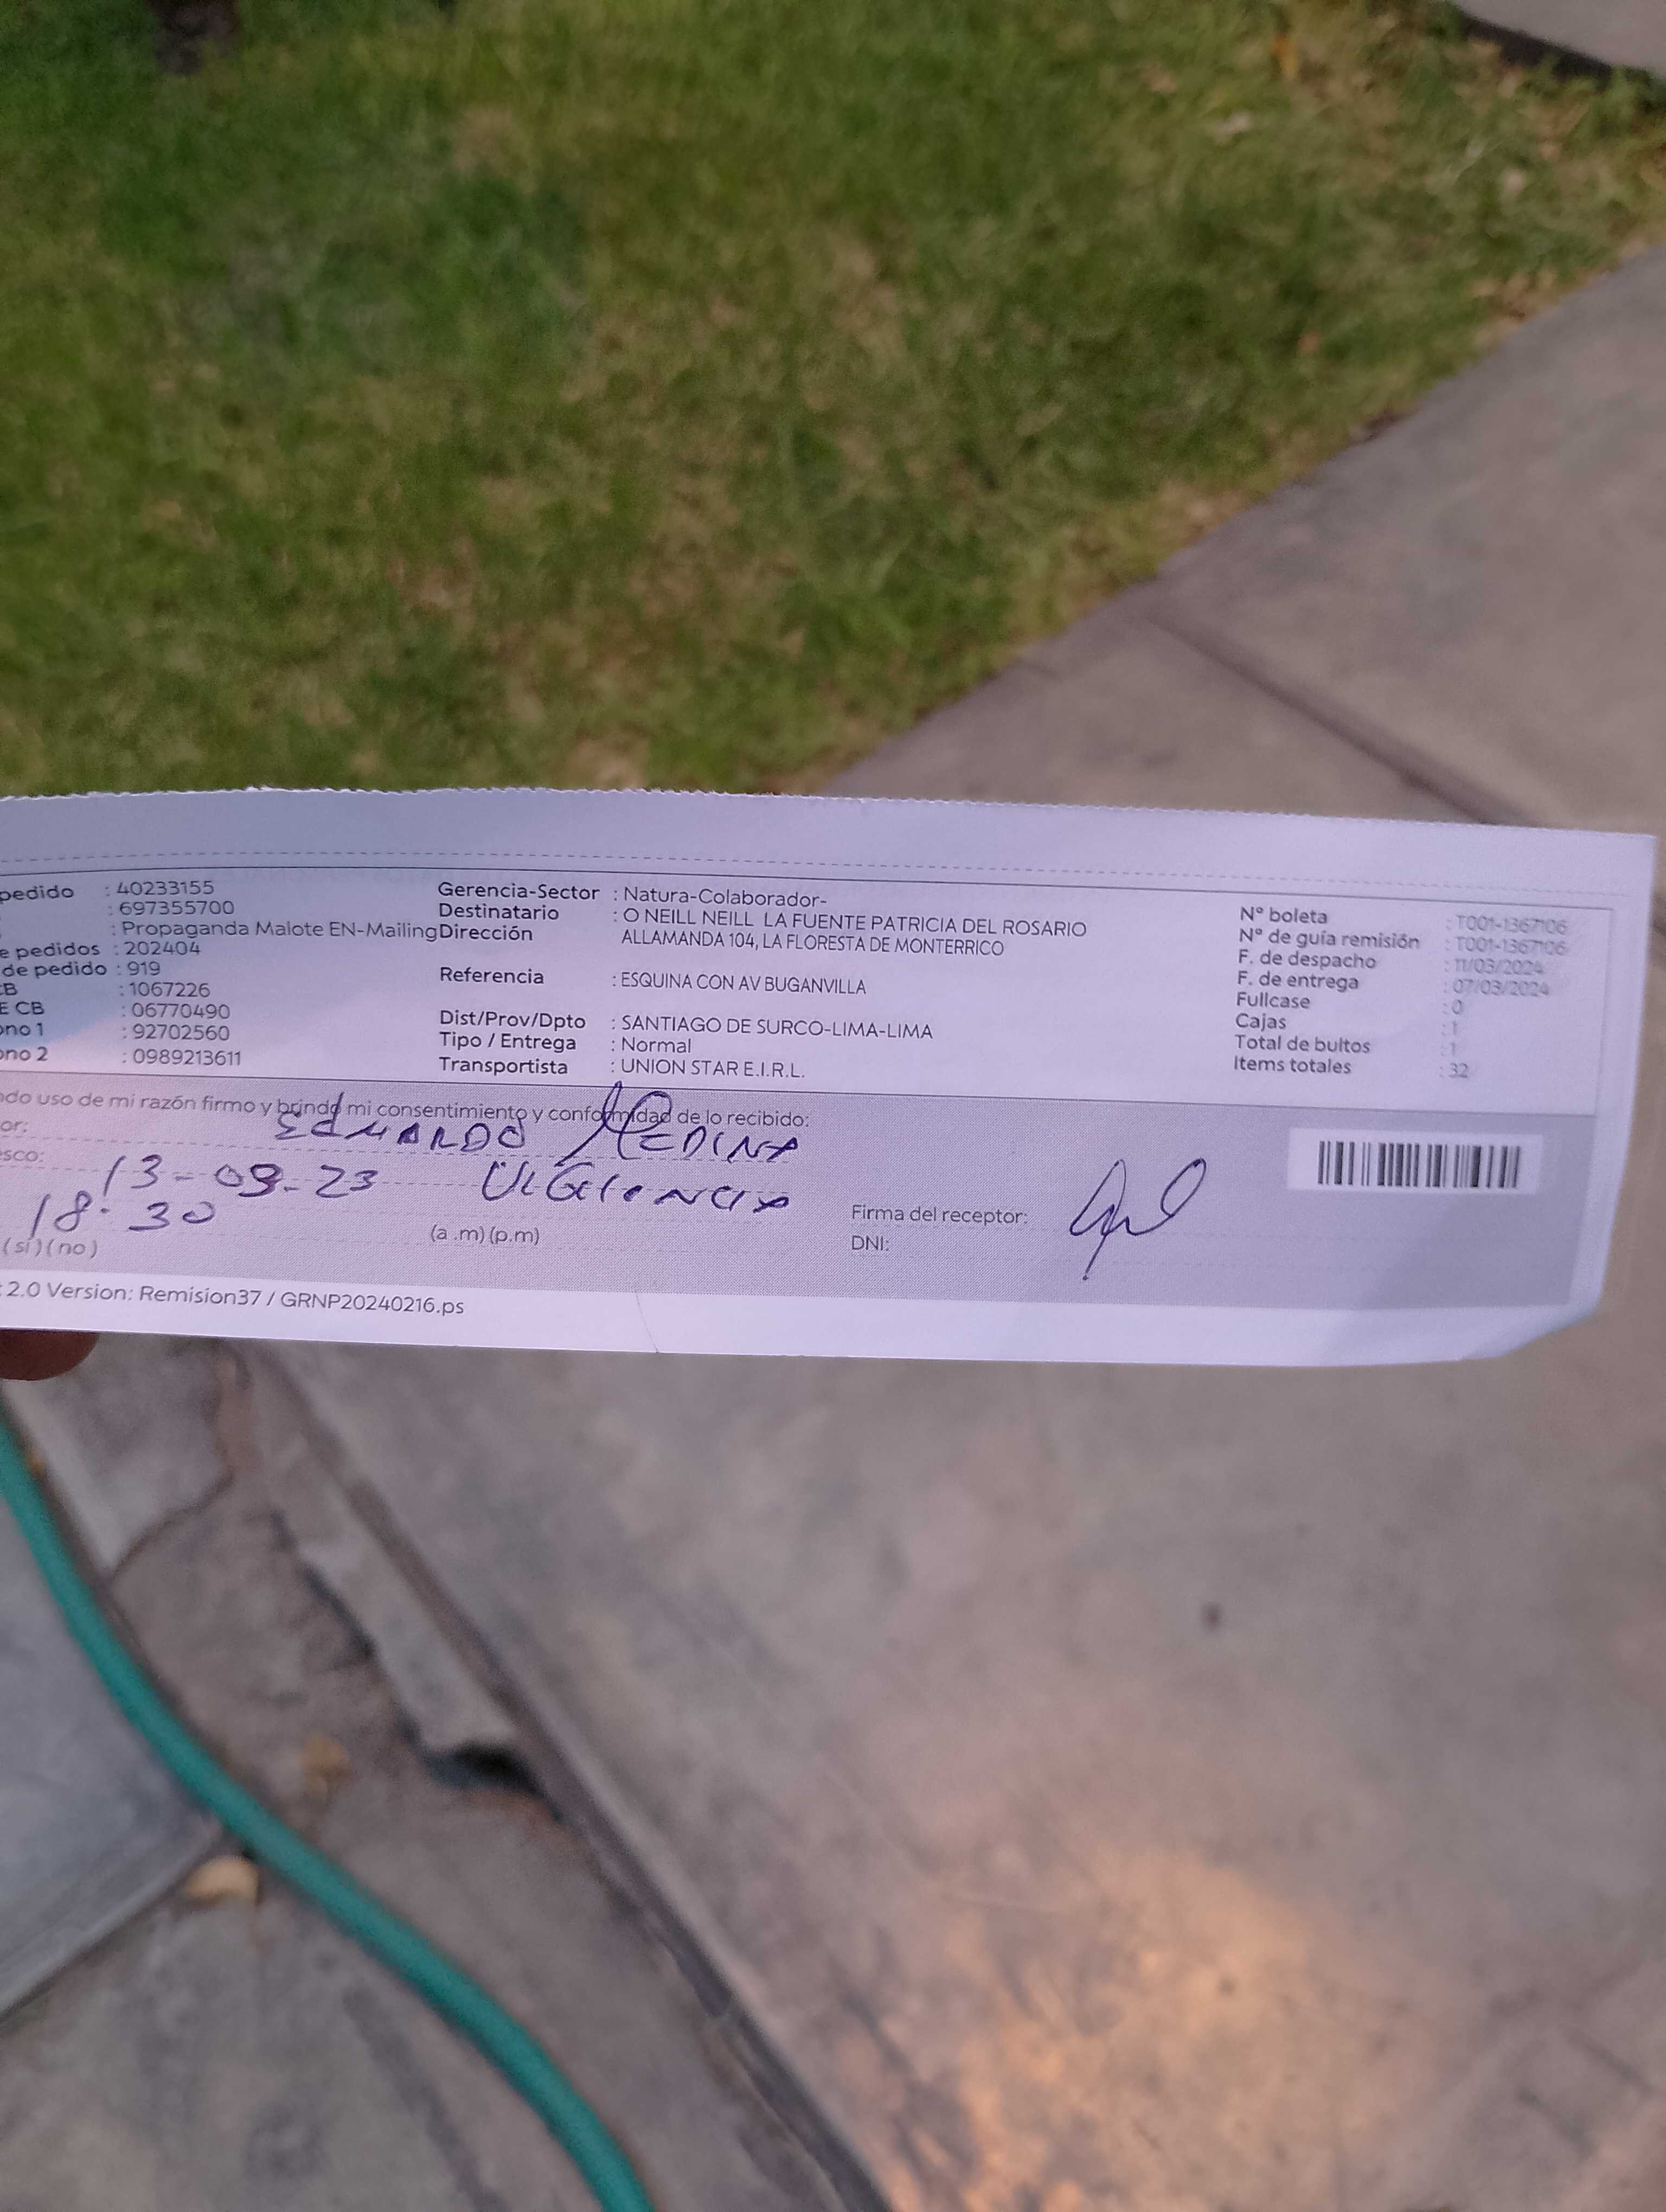 pedido : 40233155
: 697355700
: Propaganda Malote EN-Mailing
e pedidos : 202404
de pedido : 919
B : 1067226
E CB : 06770490
ono 1 : 92702560
ono 2 : 0989213611
Gerencia-Sector : Natura-Colaborador-
Destinatario : O NEILL NEILL LA FUENTE PATRICIA DEL ROSARIO
Dirección ALLAMANDA 104, LA FLORESTA DE MONTERRICO
Referencia : ESQUINA CON AV BUGANVILLA
Dist/Prov/Dpto : SANTIAGO DE SURCO-LIMA-LIMA
Tipo / Entrega : Normal
Transportista : UNION STAR E.I.R.L.
Nº boleta : T001-1367106
Nº de guía remisión : T001-1367106
F. de despacho : 11/03/2024
F. de entrega : 07/03/2024
Fullcase : 0
Cajas : 1
Total de bultos : 1
Items totales : 32
ndo uso de mi razón firmo y brindo mi consentimiento y conformidad de lo recibido:
or: EDUARDO MEDINA
sco: VIGILANCIA
13-03-23
18:30 (a .m) (p.m)
(si) (no)
Firma del receptor:
DNI:
2.0 Version: Remision37 / GRNP20240216.ps